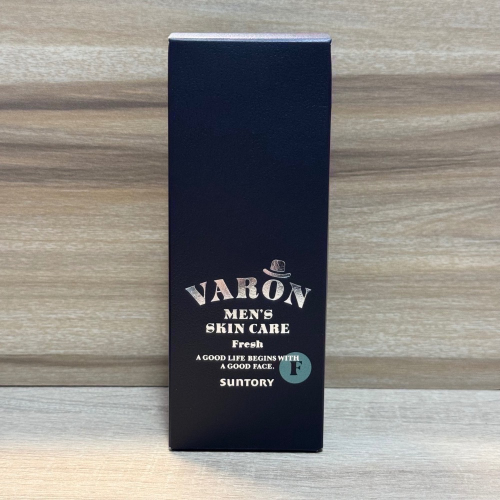 VARON
MEN'S
SKIN CARE
Fresh
A GOOD LIFE BEGINS WITH
A GOOD FACE.
F
SUNTORY